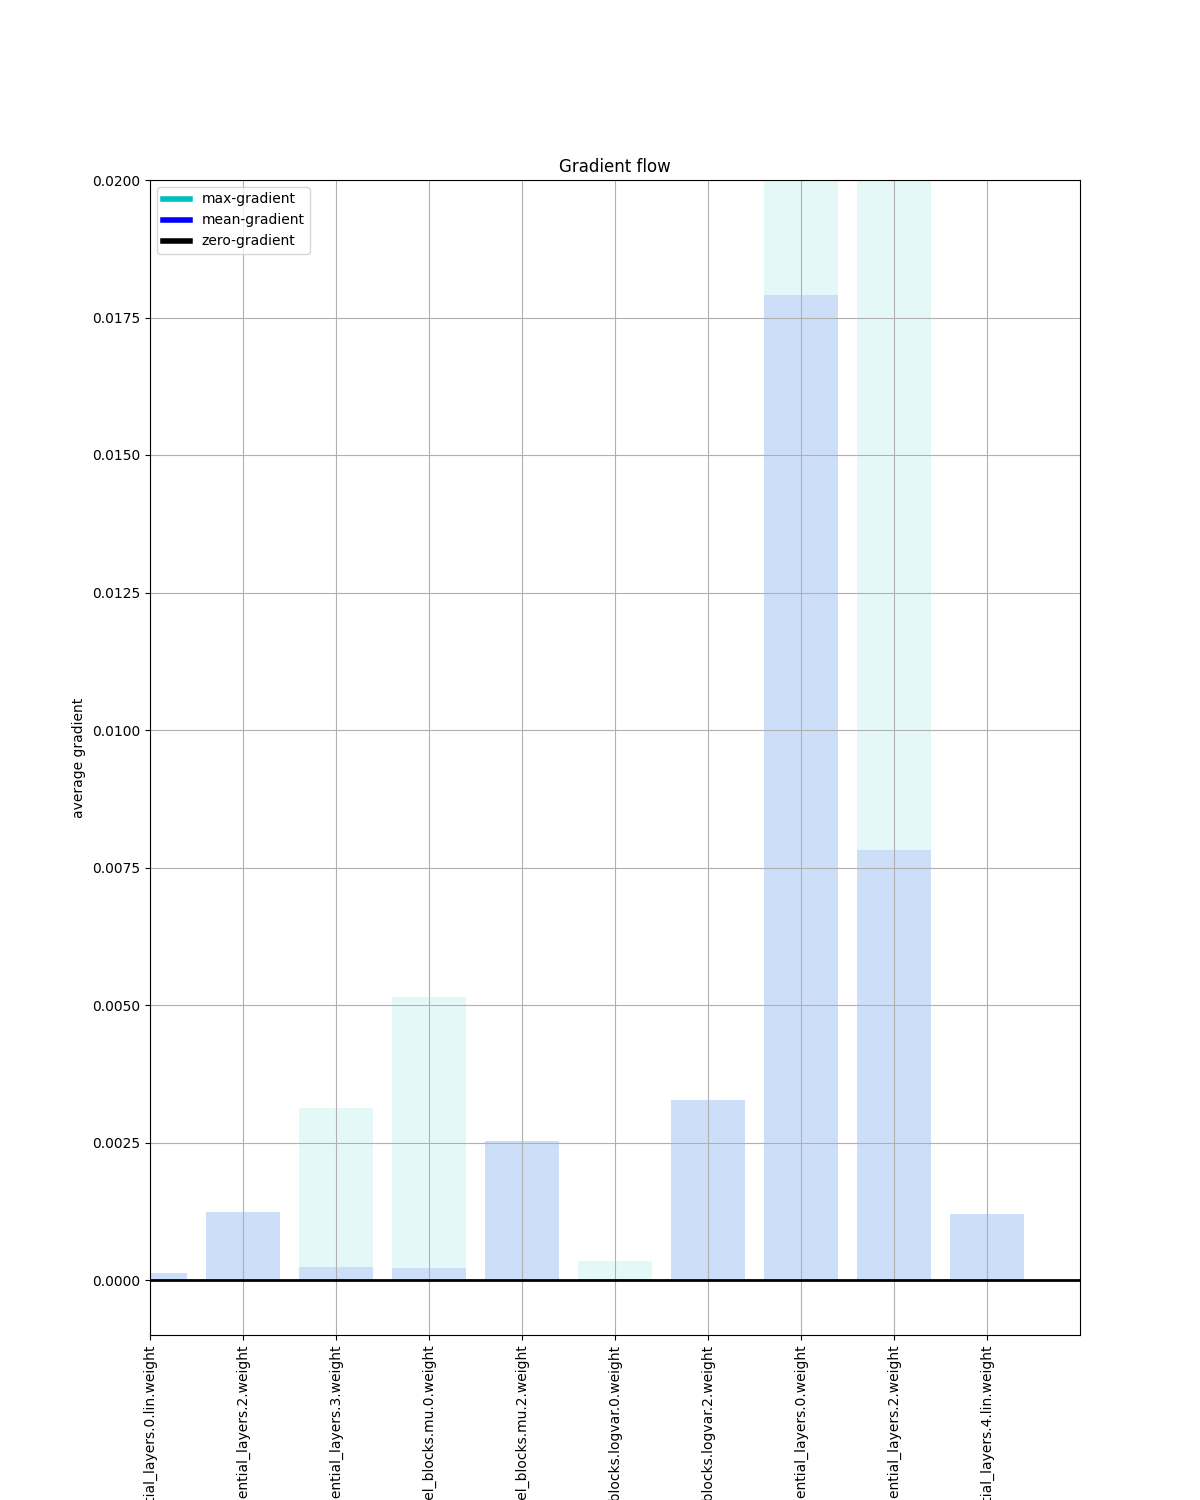 Gradient flow
max-gradient
mean-gradient
zero-gradient
0.0200
0.0175
0.0150
0.0125
0.0100
0.0075
0.0050
0.0025
0.0000
average gradient
tial_layers.0.lin.weight
ential_layers.2.weight
ential_layers.3.weight
el_blocks.mu.0.weight
el_blocks.mu.2.weight
blocks.logvar.0.weight
blocks.logvar.2.weight
ential_layers.0.weight
ential_layers.2.weight
tial_layers.4.lin.weight